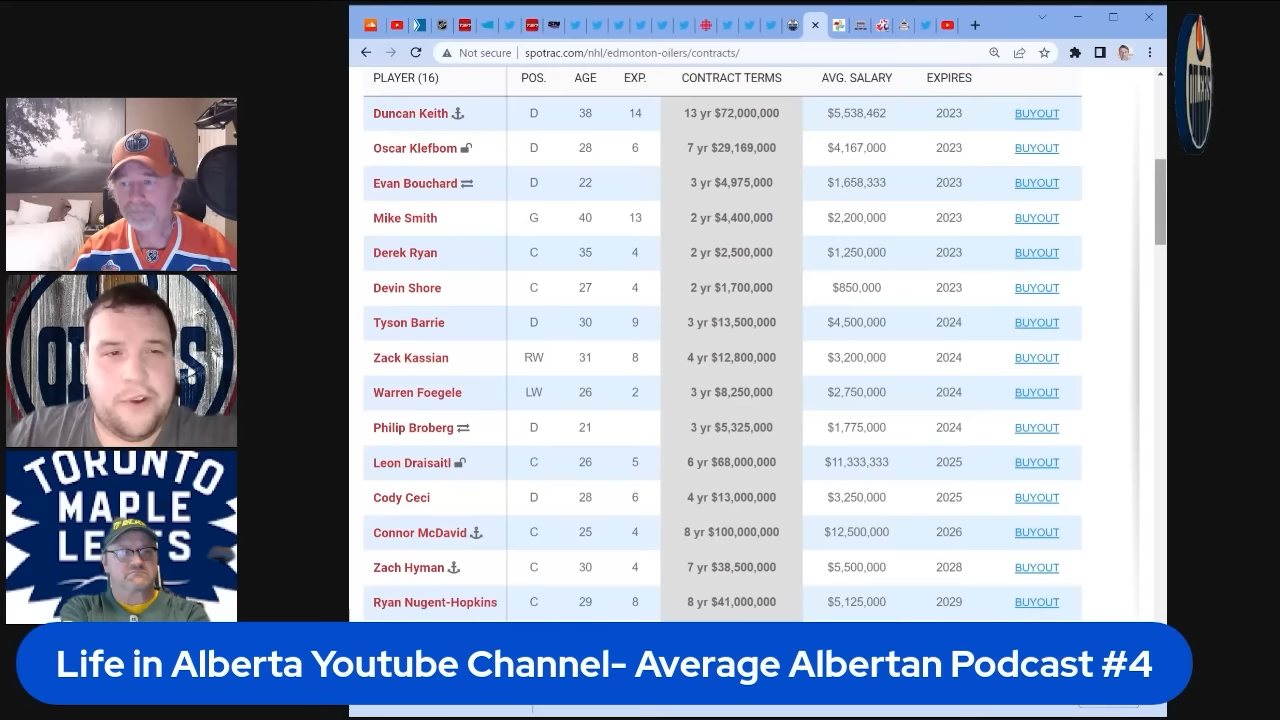 Not secure
spotrac.com/nhl/edmonton-oilers/contracts/
PLAYER (16) POS. AGE EXP. CONTRACT TERMS AVG. SALARY EXPIRES
Duncan Keith D 38 14 13 yr $72,000,000 $5,538,462 2023 BUYOUT
Oscar Klefbom D 28 6 7 yr $29,169,000 $4,167,000 2023 BUYOUT
Evan Bouchard D 22 3 yr $4,975,000 $1,658,333 2023 BUYOUT
Mike Smith G 40 13 2 yr $4,400,000 $2,200,000 2023 BUYOUT
Derek Ryan C 35 4 2 yr $2,500,000 $1,250,000 2023 BUYOUT
Devin Shore C 27 4 2 yr $1,700,000 $850,000 2023 BUYOUT
Tyson Barrie D 30 9 3 yr $13,500,000 $4,500,000 2024 BUYOUT
Zack Kassian RW 31 8 4 yr $12,800,000 $3,200,000 2024 BUYOUT
Warren Foegele LW 26 2 3 yr $8,250,000 $2,750,000 2024 BUYOUT
Philip Broberg D 21 3 yr $5,325,000 $1,775,000 2024 BUYOUT
Leon Draisaitl C 26 5 6 yr $68,000,000 $11,333,333 2025 BUYOUT
Cody Ceci D 28 6 4 yr $13,000,000 $3,250,000 2025 BUYOUT
Connor McDavid C 25 4 8 yr $100,000,000 $12,500,000 2026 BUYOUT
Zach Hyman C 30 4 7 yr $38,500,000 $5,500,000 2028 BUYOUT
Ryan Nugent-Hopkins C 29 8 8 yr $41,000,000 $5,125,000 2029 BUYOUT
OILERS
TORONTO
MAPLE
Life in Alberta Youtube Channel- Average Albertan Podcast #4